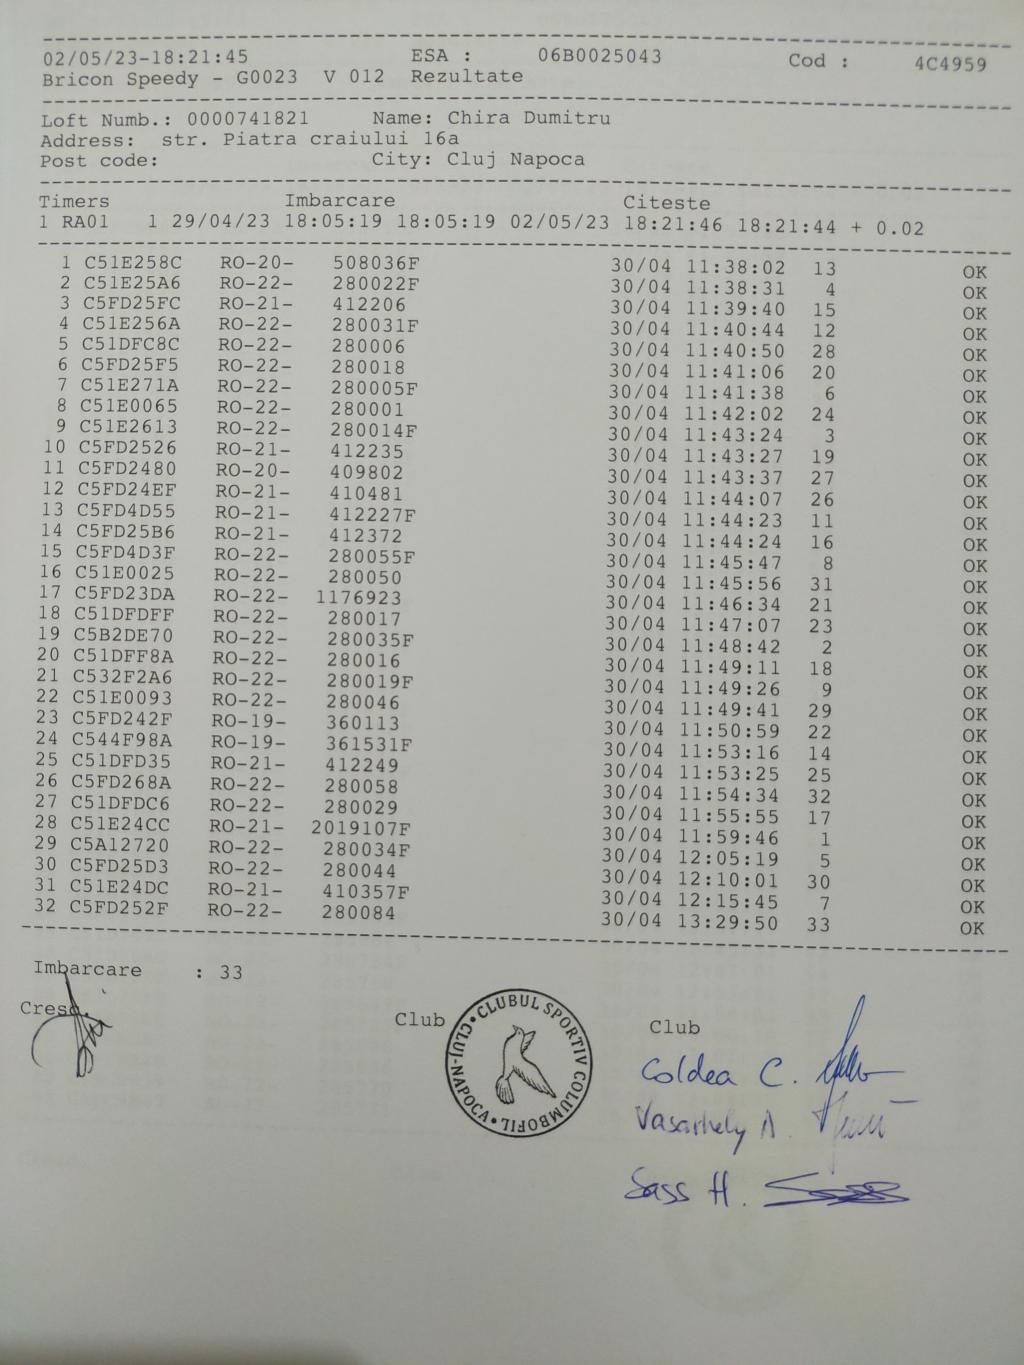 02/05/23-18:21:45 ESA : 06B0025043 Cod : 4C4959
Bricon Speedy - G0023 V 012 Rezultate
Loft Numb.: 0000741821 Name: Chira Dumitru
Address: str. Piatra craiului 16a
Post code: City: Cluj Napoca
Timers Imbarcare Citeste
1 RA01 1 29/04/23 18:05:19 18:05:19 02/05/23 18:21:46 18:21:44 + 0.02
1 C51E258C RO-20- 508036F 30/04 11:38:02 13 OK
2 C51E25A6 RO-22- 280022F 30/04 11:38:31 4 OK
3 C5FD25FC RO-21- 412206 30/04 11:39:40 15 OK
4 C51E256A RO-22- 280031F 30/04 11:40:44 12 OK
5 C51DFC8C RO-22- 280006 30/04 11:40:50 28 OK
6 C5FD25F5 RO-22- 280018 30/04 11:41:06 20 OK
7 C51E271A RO-22- 280005F 30/04 11:41:38 6 OK
8 C51E0065 RO-22- 280001 30/04 11:42:02 24 OK
9 C51E2613 RO-22- 280014F 30/04 11:43:24 3 OK
10 C5FD2526 RO-21- 412235 30/04 11:43:27 19 OK
11 C5FD2480 RO-20- 409802 30/04 11:43:37 27 OK
12 C5FD24EF RO-21- 410481 30/04 11:44:07 26 OK
13 C5FD4D55 RO-21- 412227F 30/04 11:44:23 11 OK
14 C5FD25B6 RO-21- 412372 30/04 11:44:24 16 OK
15 C5FD4D3F RO-22- 280055F 30/04 11:45:47 8 OK
16 C51E0025 RO-22- 280050 30/04 11:45:56 31 OK
17 C5FD23DA RO-22- 1176923 30/04 11:46:34 21 OK
18 C51DFDFF RO-22- 280017 30/04 11:47:07 23 OK
19 C5B2DE70 RO-22- 280035F 30/04 11:48:42 2 OK
20 C51DFF8A RO-22- 280016 30/04 11:49:11 18 OK
21 C532F2A6 RO-22- 280019F 30/04 11:49:26 9 OK
22 C51E0093 RO-22- 280046 30/04 11:49:41 29 OK
23 C5FD242F RO-19- 360113 30/04 11:50:59 22 OK
24 C544F98A RO-19- 361531F 30/04 11:53:16 14 OK
25 C51DFD35 RO-21- 412249 30/04 11:53:25 25 OK
26 C5FD268A RO-22- 280058 30/04 11:54:34 32 OK
27 C51DFDC6 RO-22- 280029 30/04 11:55:55 17 OK
28 C51E24CC RO-21- 2019107F 30/04 11:59:46 1 OK
29 C5A12720 RO-22- 280034F 30/04 12:05:19 5 OK
30 C5FD25D3 RO-22- 280044 30/04 12:10:01 30 OK
31 C51E24DC RO-21- 410357F 30/04 12:15:45 7 OK
32 C5FD252F RO-22- 280084 30/04 13:29:50 33 OK
Imbarcare : 33
Cresc. Club Club
CLUBUL SPORTIV COLUMBOFIL • CLUJ-NAPOCA •
Coldea C.
Vasarhely A.
Sass H.